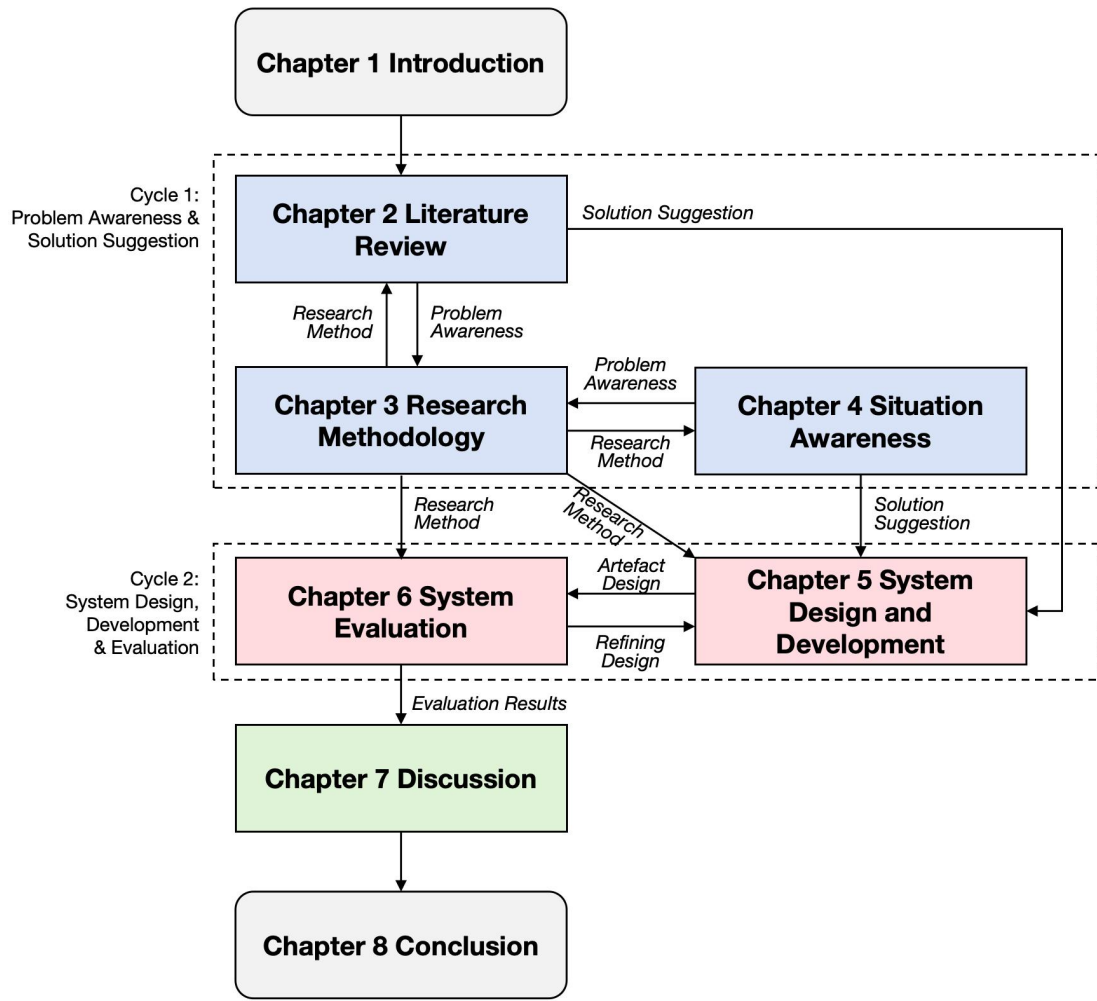 Chapter 1 Introduction
Cycle 1:
Problem Awareness &
Solution Suggestion
Chapter 2 Literature
Review
Solution Suggestion
Research
Method
Problem
Awareness
Chapter 3 Research
Methodology
Problem
Awareness
Research
Method
Chapter 4 Situation
Awareness
Research
Method
Research
Method
Solution
Suggestion
Cycle 2:
System Design,
Development
& Evaluation
Chapter 6 System
Evaluation
Artefact
Design
Refining
Design
Chapter 5 System
Design and
Development
Evaluation Results
Chapter 7 Discussion
Chapter 8 Conclusion